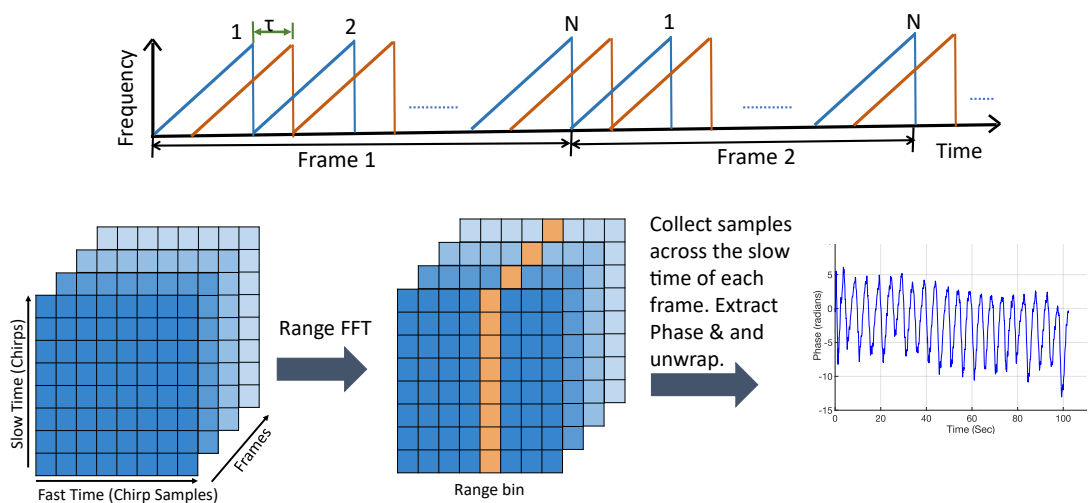 1
τ
2
N
1
N
Frequency
Frame 1
Frame 2
Time
Slow Time (Chirps)
Fast Time (Chirp Samples)
Frames
Range FFT
Range bin
Collect samples
across the slow
time of each
frame. Extract
Phase & and
unwrap.
Phase (radians)
5
0
-5
-10
-15
0
20
40
60
80
100
Time (Sec)